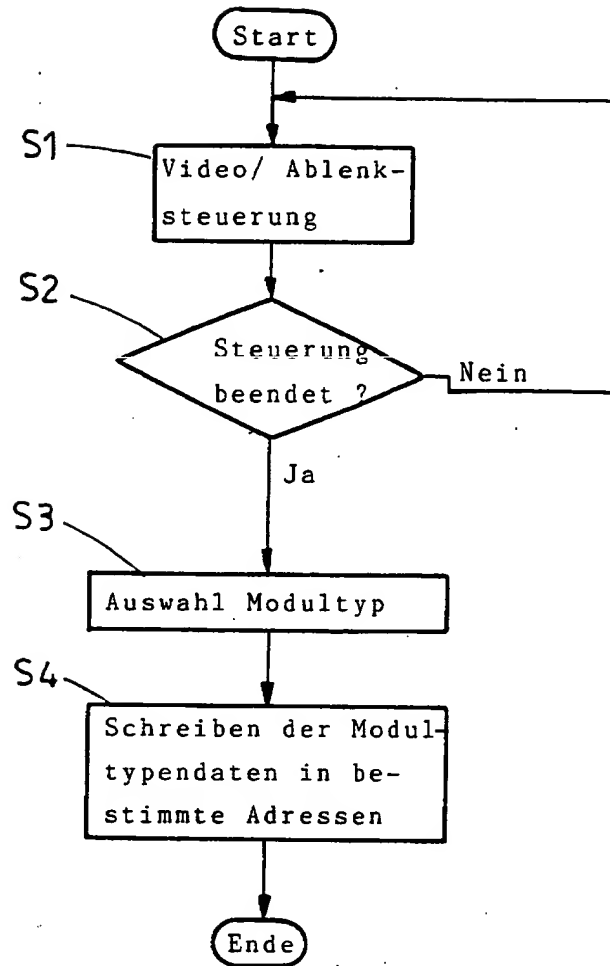 Start
S1
Video/ Ablenk-
steuerung
S2
Steuerung
beendet ?
Nein
Ja
S3
Auswahl Modultyp
S4
Schreiben der Modul-
typendaten in be-
stimmte Adressen
Ende